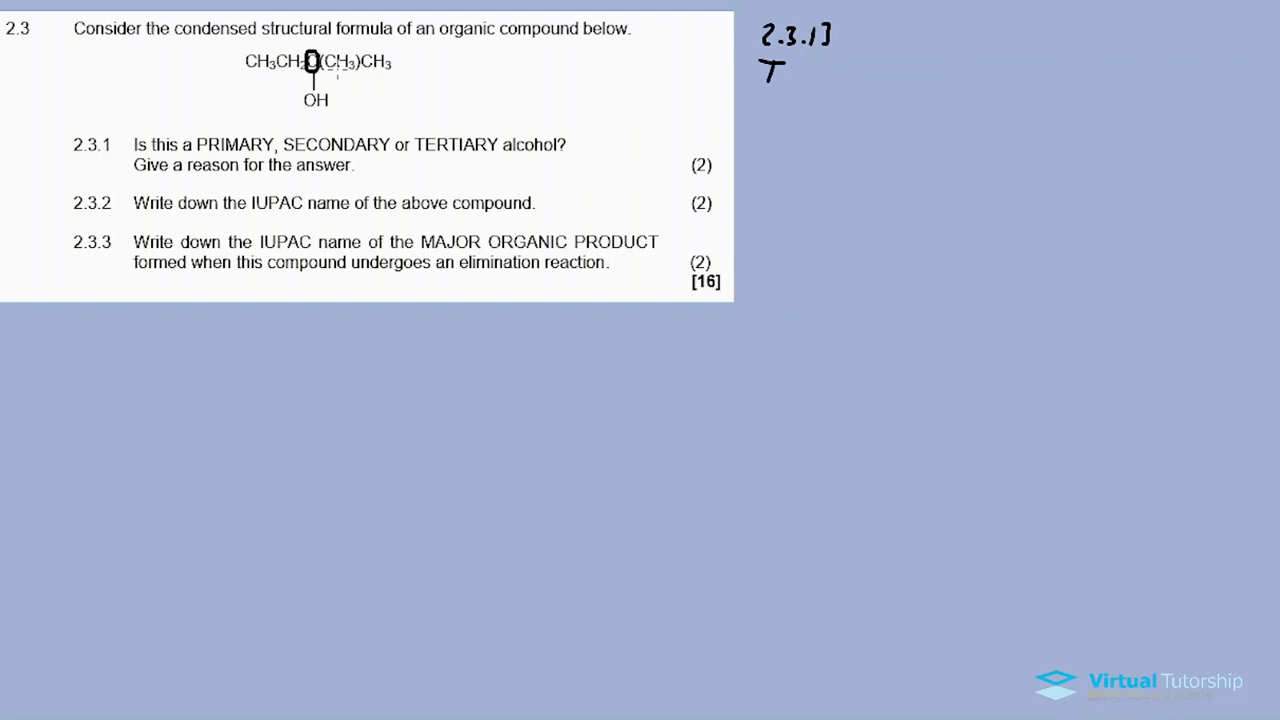 2.3 Consider the condensed structural formula of an organic compound below.
CH₃CH₂C(CH₃)CH₃
OH
2.3.1 Is this a PRIMARY, SECONDARY or TERTIARY alcohol?
Give a reason for the answer. (2)
2.3.2 Write down the IUPAC name of the above compound. (2)
2.3.3 Write down the IUPAC name of the MAJOR ORGANIC PRODUCT
formed when this compound undergoes an elimination reaction. (2)
[16]
2.3.1]
T
Virtual Tutorship